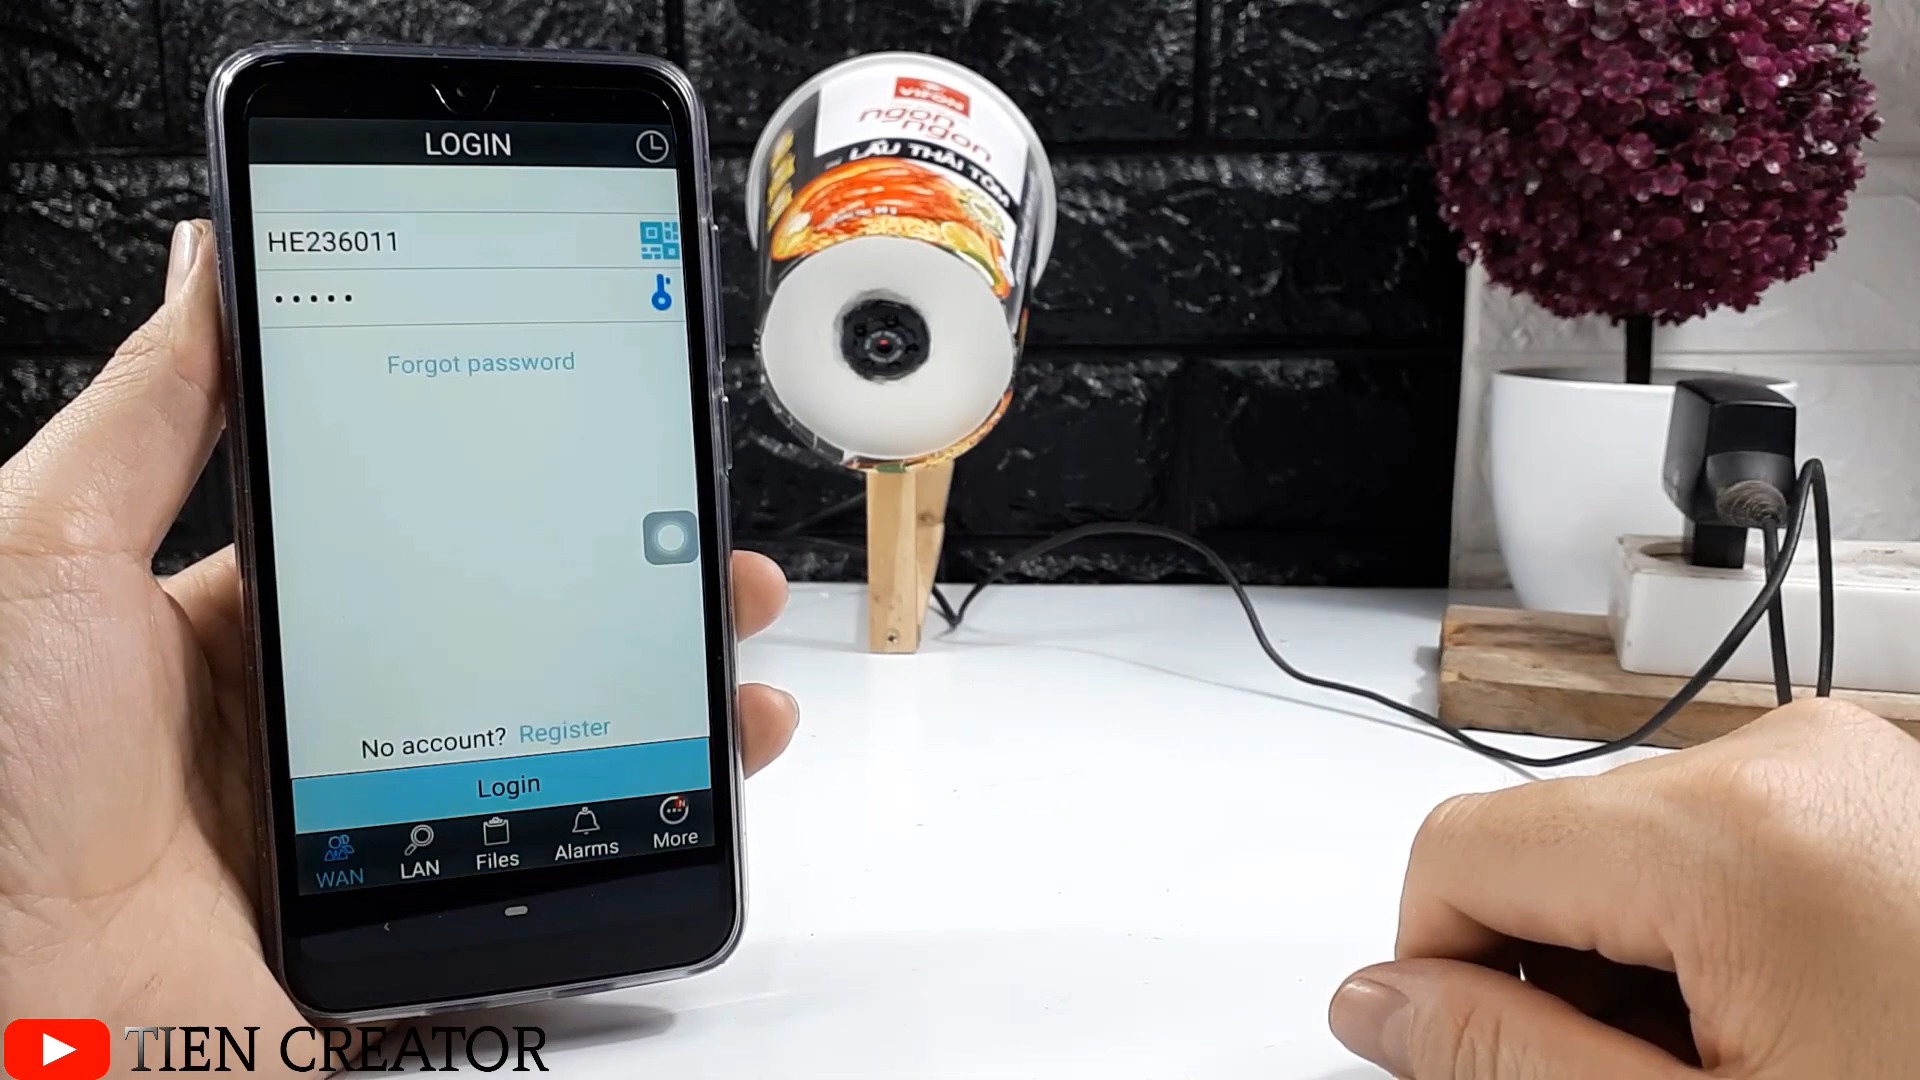 LOGIN
HE236011
Forgot password
No account? Register
Login
WAN
LAN
Files
Alarms
More
N
VIFON
ngon
ngon
LẨU THÁI TÔM
TIEN CREATOR